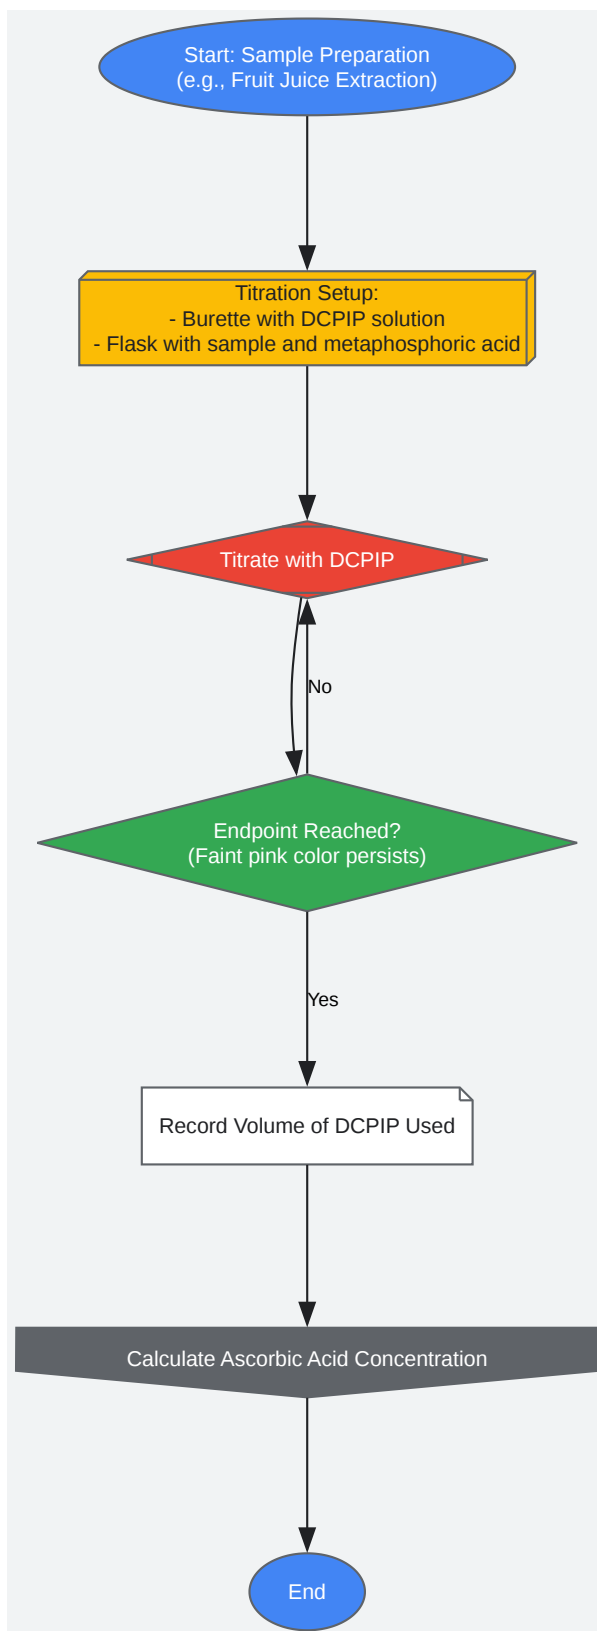 Start: Sample Preparation
(e.g., Fruit Juice Extraction)
Titration Setup:
- Burette with DCPIP solution
- Flask with sample and metaphosphoric acid
Titrate with DCPIP
No
Endpoint Reached?
(Faint pink color persists)
Yes
Record Volume of DCPIP Used
Calculate Ascorbic Acid Concentration
End